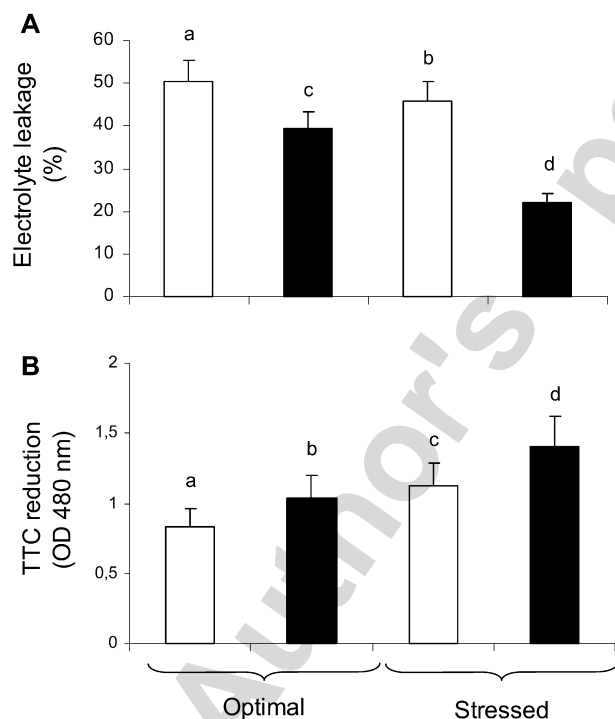 A
Electrolyte leakage
(%)
60
50
40
30
20
10
0
a
c
b
d
B
TTC reduction
(OD 480 nm)
2
1,5
1
0,5
0
a
b
c
d
Optimal
Stressed
Author's